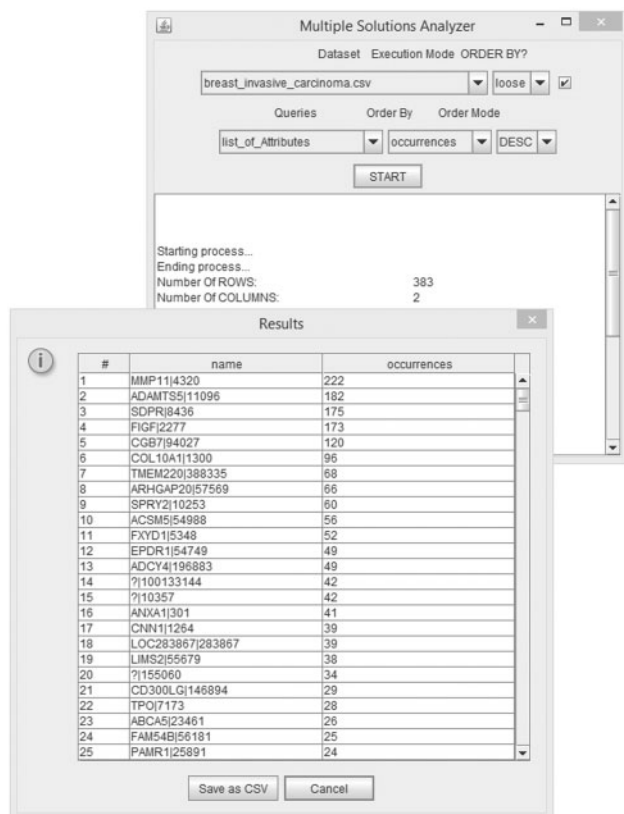 Multiple Solutions Analyzer
Dataset Execution Mode ORDER BY?
breast_invasive_carcinoma.csv loose
Queries Order By Order Mode
list_of_Attributes occurrences DESC
START
Starting process...
Ending process...
Number Of ROWS: 383
Number Of COLUMNS: 2
Results
# name occurrences
1 MMP11|4320 222
2 ADAMTS5|11096 182
3 SDPR|8436 175
4 FIGF|2277 173
5 CGB7|94027 120
6 COL10A1|1300 96
7 TMEM220|388335 68
8 ARHGAP20|57569 66
9 SPRY2|10253 60
10 ACSM5|54988 56
11 FXYD1|5348 52
12 EPDR1|54749 49
13 ADCY4|196883 49
14 ?|100133144 42
15 ?|10357 42
16 ANXA1|301 41
17 CNN1|1264 39
18 LOC283867|283867 39
19 LIMS2|55679 38
20 ?|155060 34
21 CD300LG|146894 29
22 TPO|7173 28
23 ABCA5|23461 26
24 FAM54B|56181 25
25 PAMR1|25891 24
Save as CSV Cancel